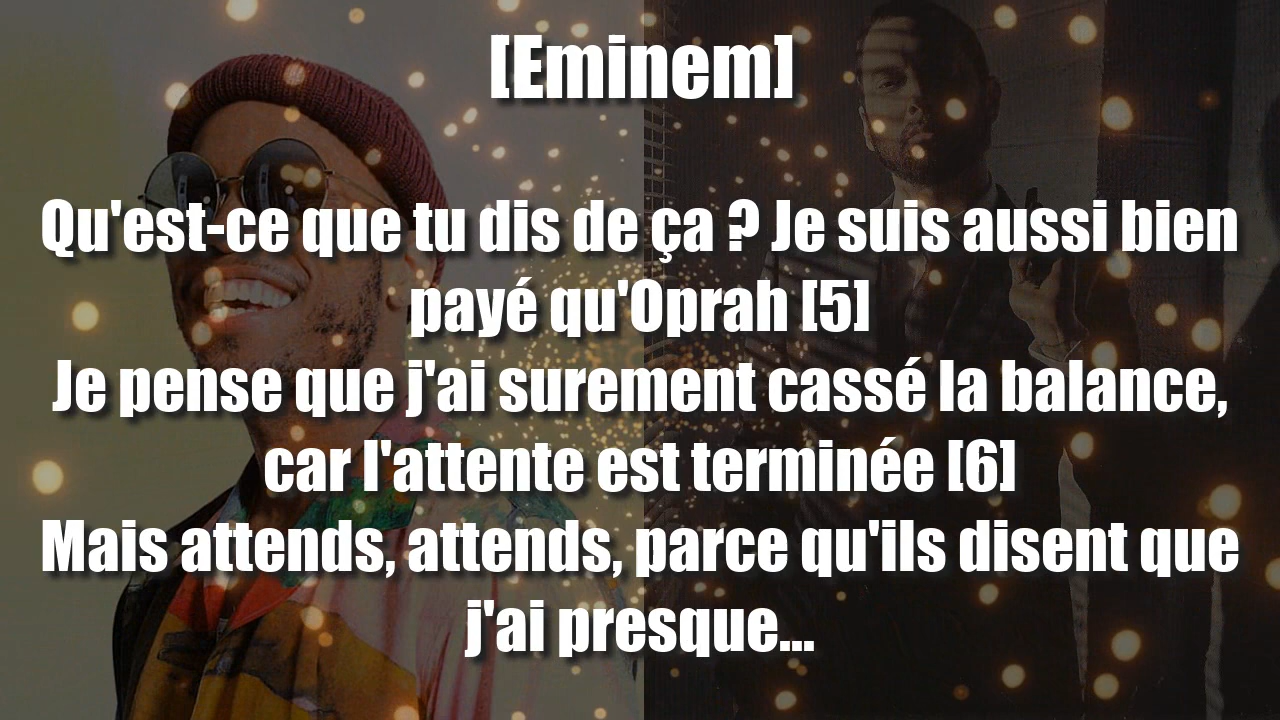 [Eminem]
Qu'est-ce que tu dis de ça ? Je suis aussi bien
payé qu'Oprah [5]
Je pense que j'ai surement cassé la balance,
car l'attente est terminée [6]
Mais attends, attends, parce qu'ils disent que
j'ai presque...